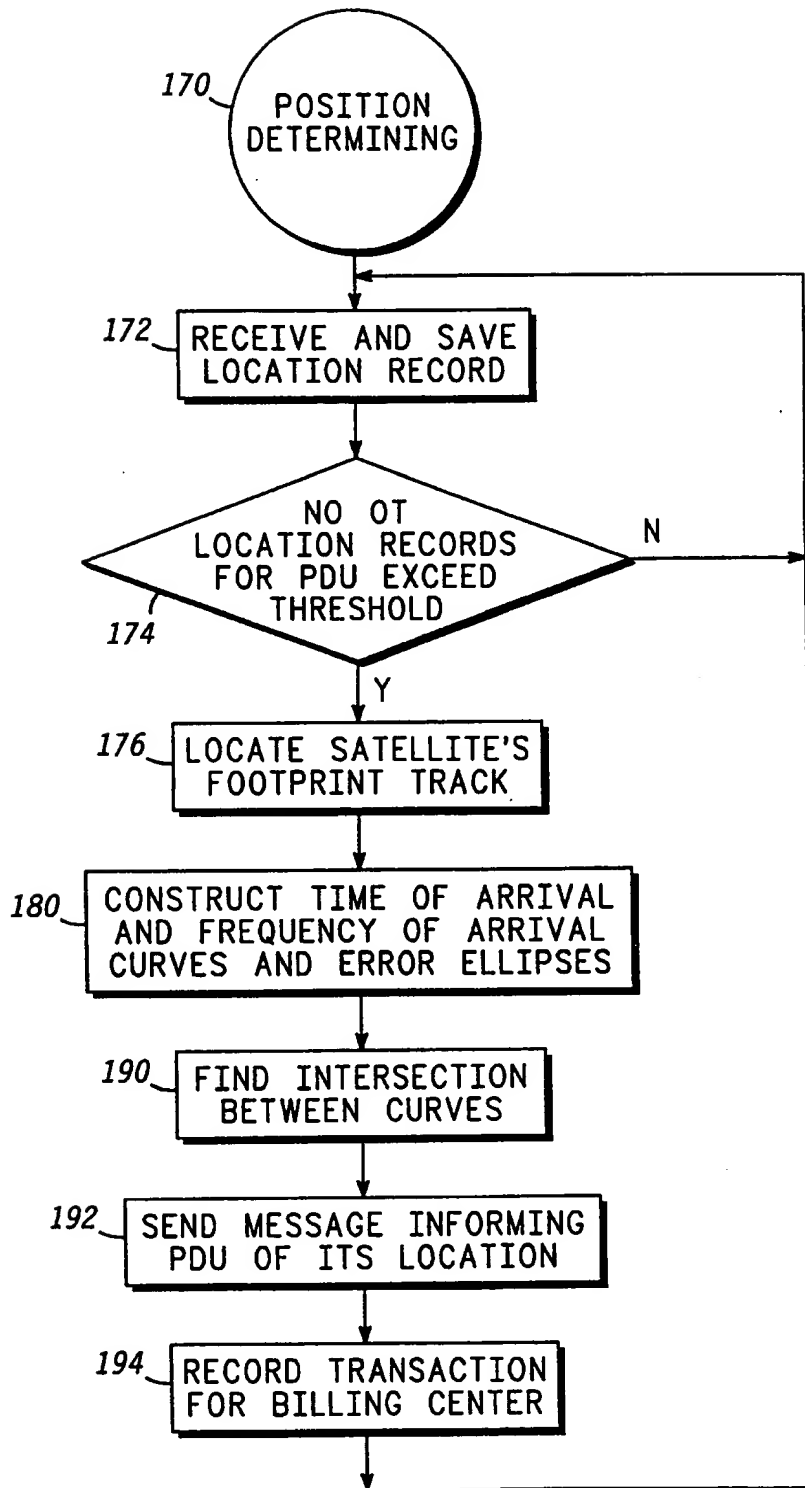 170
POSITION
DETERMINING
172
RECEIVE AND SAVE
LOCATION RECORD
NO OT
LOCATION RECORDS
FOR PDU EXCEED
THRESHOLD
N
174
Y
176
LOCATE SATELLITE'S
FOOTPRINT TRACK
180
CONSTRUCT TIME OF ARRIVAL
AND FREQUENCY OF ARRIVAL
CURVES AND ERROR ELLIPSES
190
FIND INTERSECTION
BETWEEN CURVES
192
SEND MESSAGE INFORMING
PDU OF ITS LOCATION
194
RECORD TRANSACTION
FOR BILLING CENTER